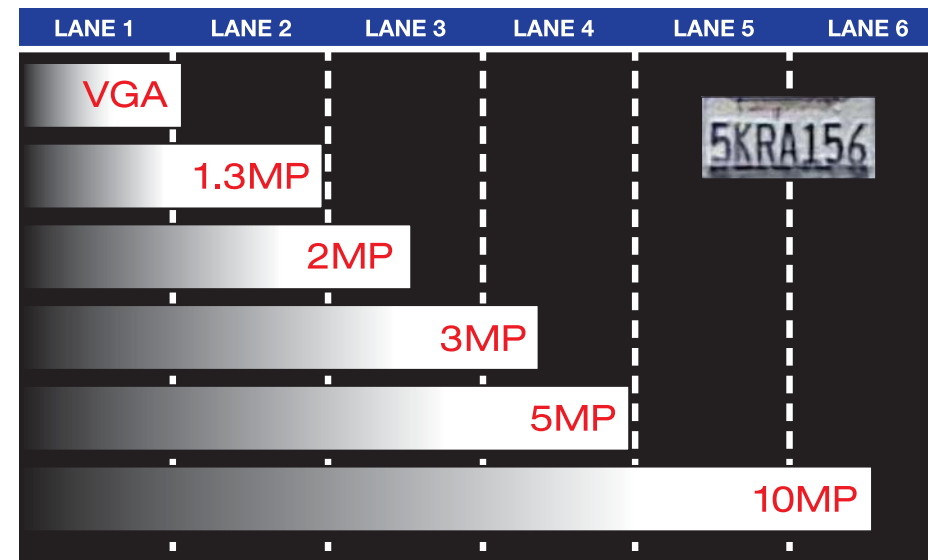 LANE 1 LANE 2 LANE 3 LANE 4 LANE 5 LANE 6
VGA
5KRA156
1.3MP
2MP
3MP
5MP
10MP